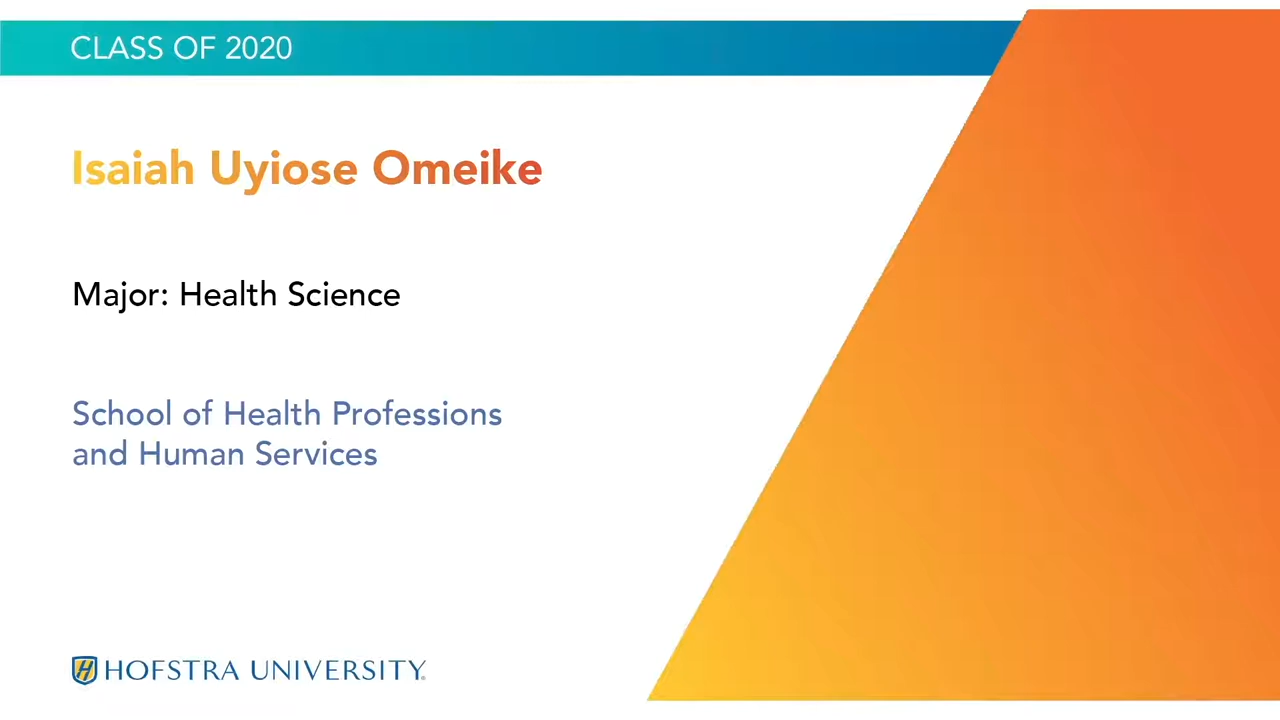 CLASS OF 2020
Isaiah Uyiose Omeike
Major: Health Science
School of Health Professions
and Human Services
H HOFSTRA UNIVERSITY®